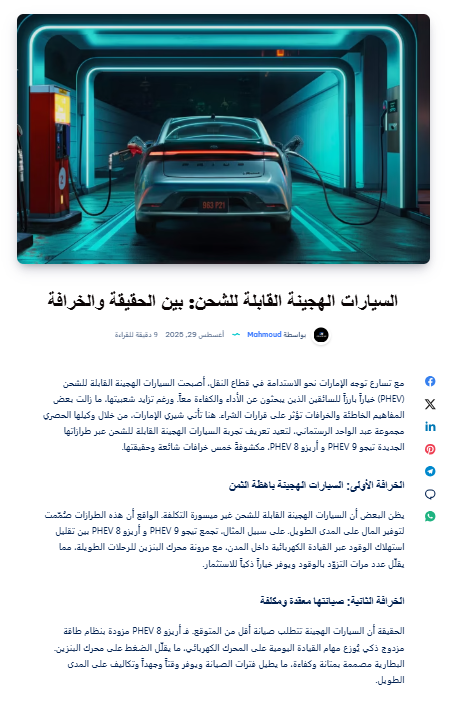 PRIUS
963 P21
السيارات الهجينة القابلة للشحن: بين الحقيقة والخرافة
بواسطة Mahmoud أغسطس 29, 2025 9 دقيقة للقراءة
مع تسارع توجه الإمارات نحو الاستدامة في قطاع النقل، أصبحت السيارات الهجينة القابلة للشحن
(PHEV) خياراً بارزاً للسائقين الذين يبحثون عن الأداء والكفاءة معاً. ورغم تزايد شعبيتها، ما زالت بعض
المفاهيم الخاطئة والخرافات تؤثر على قرارات الشراء. هنا تأتي شيري الإمارات، من خلال وكيلها الحصري
مجموعة عبد الواحد الرستماني، لتعيد تعريف تجربة السيارات الهجينة القابلة للشحن عبر طرازاتها
الجديدة تيجو 9 PHEV و أريزو 8 PHEV، مكشوفةً خمس خرافات شائعة وحقيقتها.
الخرافة الأولى: السيارات الهجينة باهظة الثمن
يظن البعض أن السيارات الهجينة القابلة للشحن غير ميسورة التكلفة. الواقع أن هذه الطرازات صُمّمت
لتوفير المال على المدى الطويل. على سبيل المثال، تجمع تيجو 9 PHEV و أريزو 8 PHEV بين تقليل
استهلاك الوقود عبر القيادة الكهربائية داخل المدن، مع مرونة محرك البنزين للرحلات الطويلة، مما
يقلّل عدد مرات التزوّد بالوقود ويوفر خياراً ذكياً للاستثمار.
الخرافة الثانية: صيانتها معقدة ومكلفة
الحقيقة أن السيارات الهجينة تتطلب صيانة أقل من المتوقع. فـ أريزو 8 PHEV مزودة بنظام طاقة
مزدوج ذكي يُوزع مهام القيادة اليومية على المحرك الكهربائي، ما يقلّل الضغط على محرك البنزين.
البطارية مصممة بمتانة وكفاءة، ما يطيل فترات الصيانة ويوفر وقتاً وجهداً وتكاليف على المدى
الطويل.